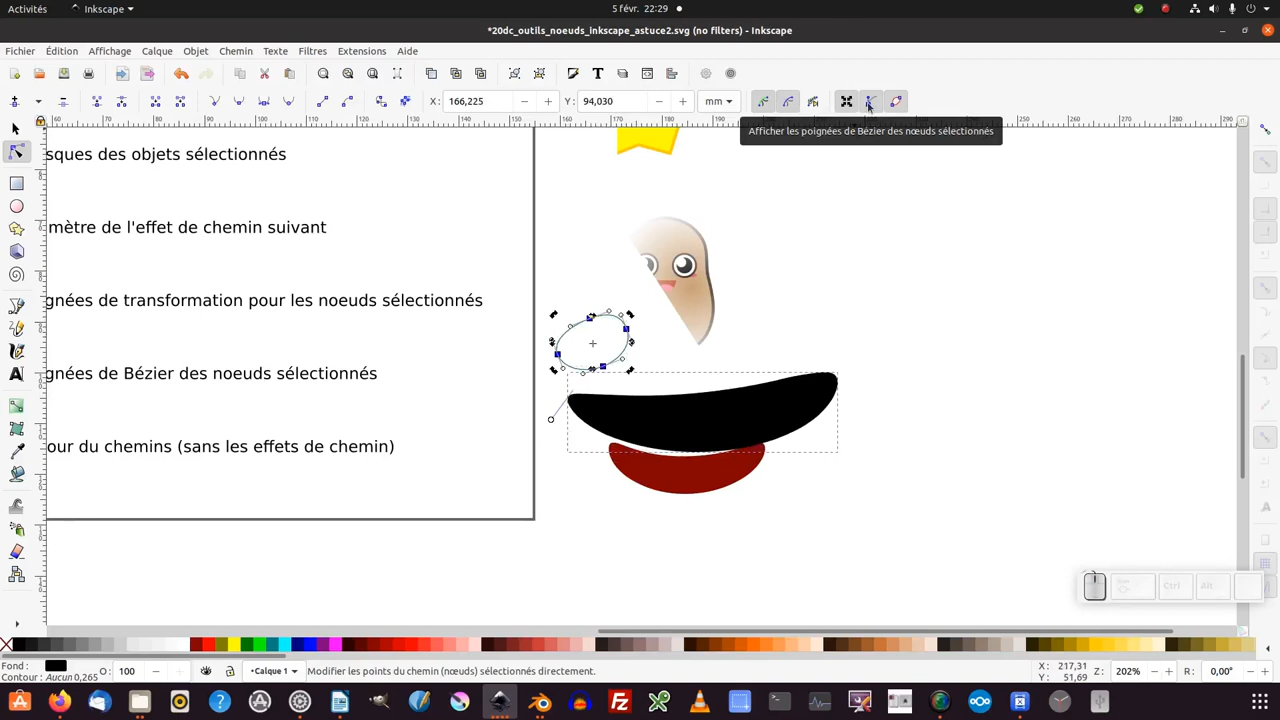 Activités
Inkscape
5 févr. 22:29
*20dc_outils_noeuds_inkscape_astuce2.svg (no filters) - Inkscape
Fichier Édition Affichage Calque Objet Chemin Texte Filtres Extensions Aide
X: 166,225 Y: 94,030 mm
Afficher les poignées de Bézier des nœuds sélectionnés
sques des objets sélectionnés
mètre de l'effet de chemin suivant
gnées de transformation pour les noeuds sélectionnés
gnées de Bézier des noeuds sélectionnés
our du chemins (sans les effets de chemin)
Ctrl Alt
Fond :
Contour : Aucun 0,265
O: 100
•Calque 1
Modifier les points du chemin (nœuds) sélectionnés directement.
X: 217,31
Y: 51,69
Z: 202%
R: 0,00°